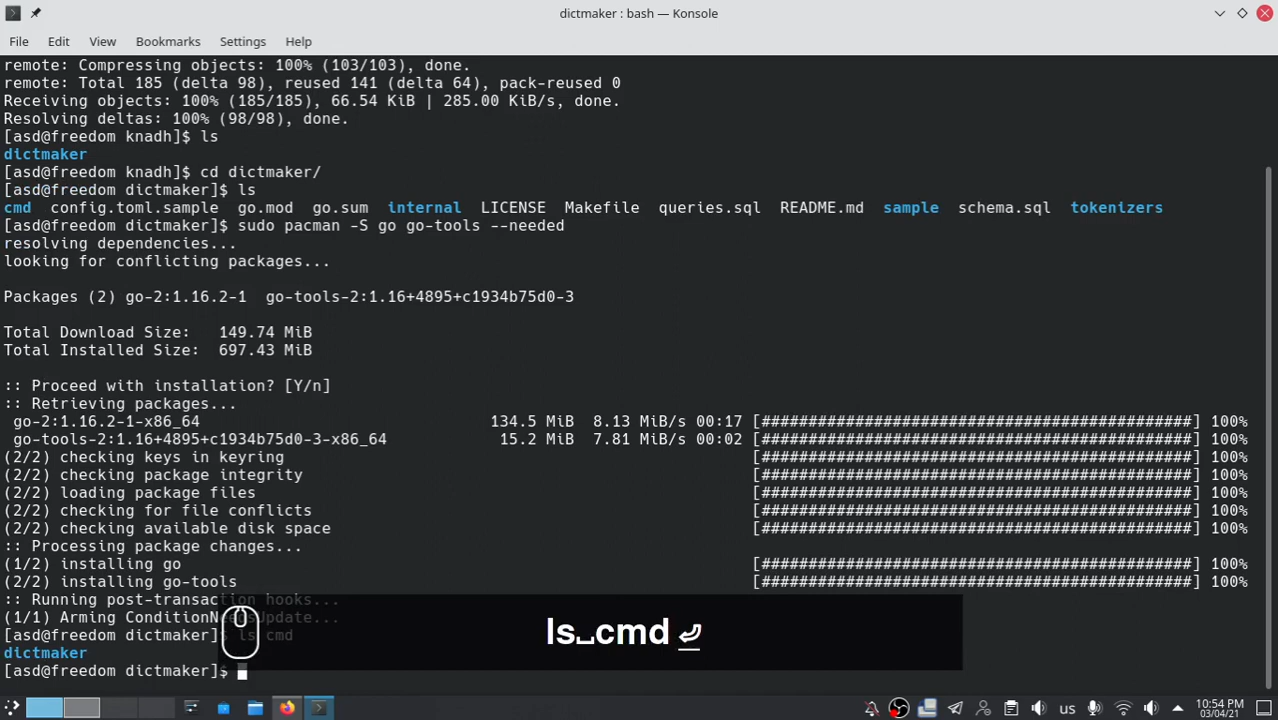 dictmaker : bash — Konsole
File Edit View Bookmarks Settings Help
remote: Compressing objects: 100% (103/103), done.
remote: Total 185 (delta 98), reused 141 (delta 64), pack-reused 0
Receiving objects: 100% (185/185), 66.54 KiB | 285.00 KiB/s, done.
Resolving deltas: 100% (98/98), done.
[asd@freedom knadh]$ ls
dictmaker
[asd@freedom knadh]$ cd dictmaker/
[asd@freedom dictmaker]$ ls
cmd config.toml.sample go.mod go.sum internal LICENSE Makefile queries.sql README.md sample schema.sql tokenizers
[asd@freedom dictmaker]$ sudo pacman -S go go-tools --needed
resolving dependencies...
looking for conflicting packages...
Packages (2) go-2:1.16.2-1 go-tools-2:1.16+4895+c1934b75d0-3
Total Download Size: 149.74 MiB
Total Installed Size: 697.43 MiB
:: Proceed with installation? [Y/n]
:: Retrieving packages...
go-2:1.16.2-1-x86_64 134.5 MiB 8.13 MiB/s 00:17 [##############################################] 100%
go-tools-2:1.16+4895+c1934b75d0-3-x86_64 15.2 MiB 7.81 MiB/s 00:02 [##############################################] 100%
(2/2) checking keys in keyring [##############################################] 100%
(2/2) checking package integrity [##############################################] 100%
(2/2) loading package files [##############################################] 100%
(2/2) checking for file conflicts [##############################################] 100%
(2/2) checking available disk space [##############################################] 100%
:: Processing package changes...
(1/2) installing go [##############################################] 100%
(2/2) installing go-tools [##############################################] 100%
:: Running post-transaction hooks...
(1/1) Arming ConditionNeedsUpdate...
[asd@freedom dictmaker]$ ls cmd
dictmaker
[asd@freedom dictmaker]$
ls␣cmd ⏎
us
10:54 PM
03/04/21